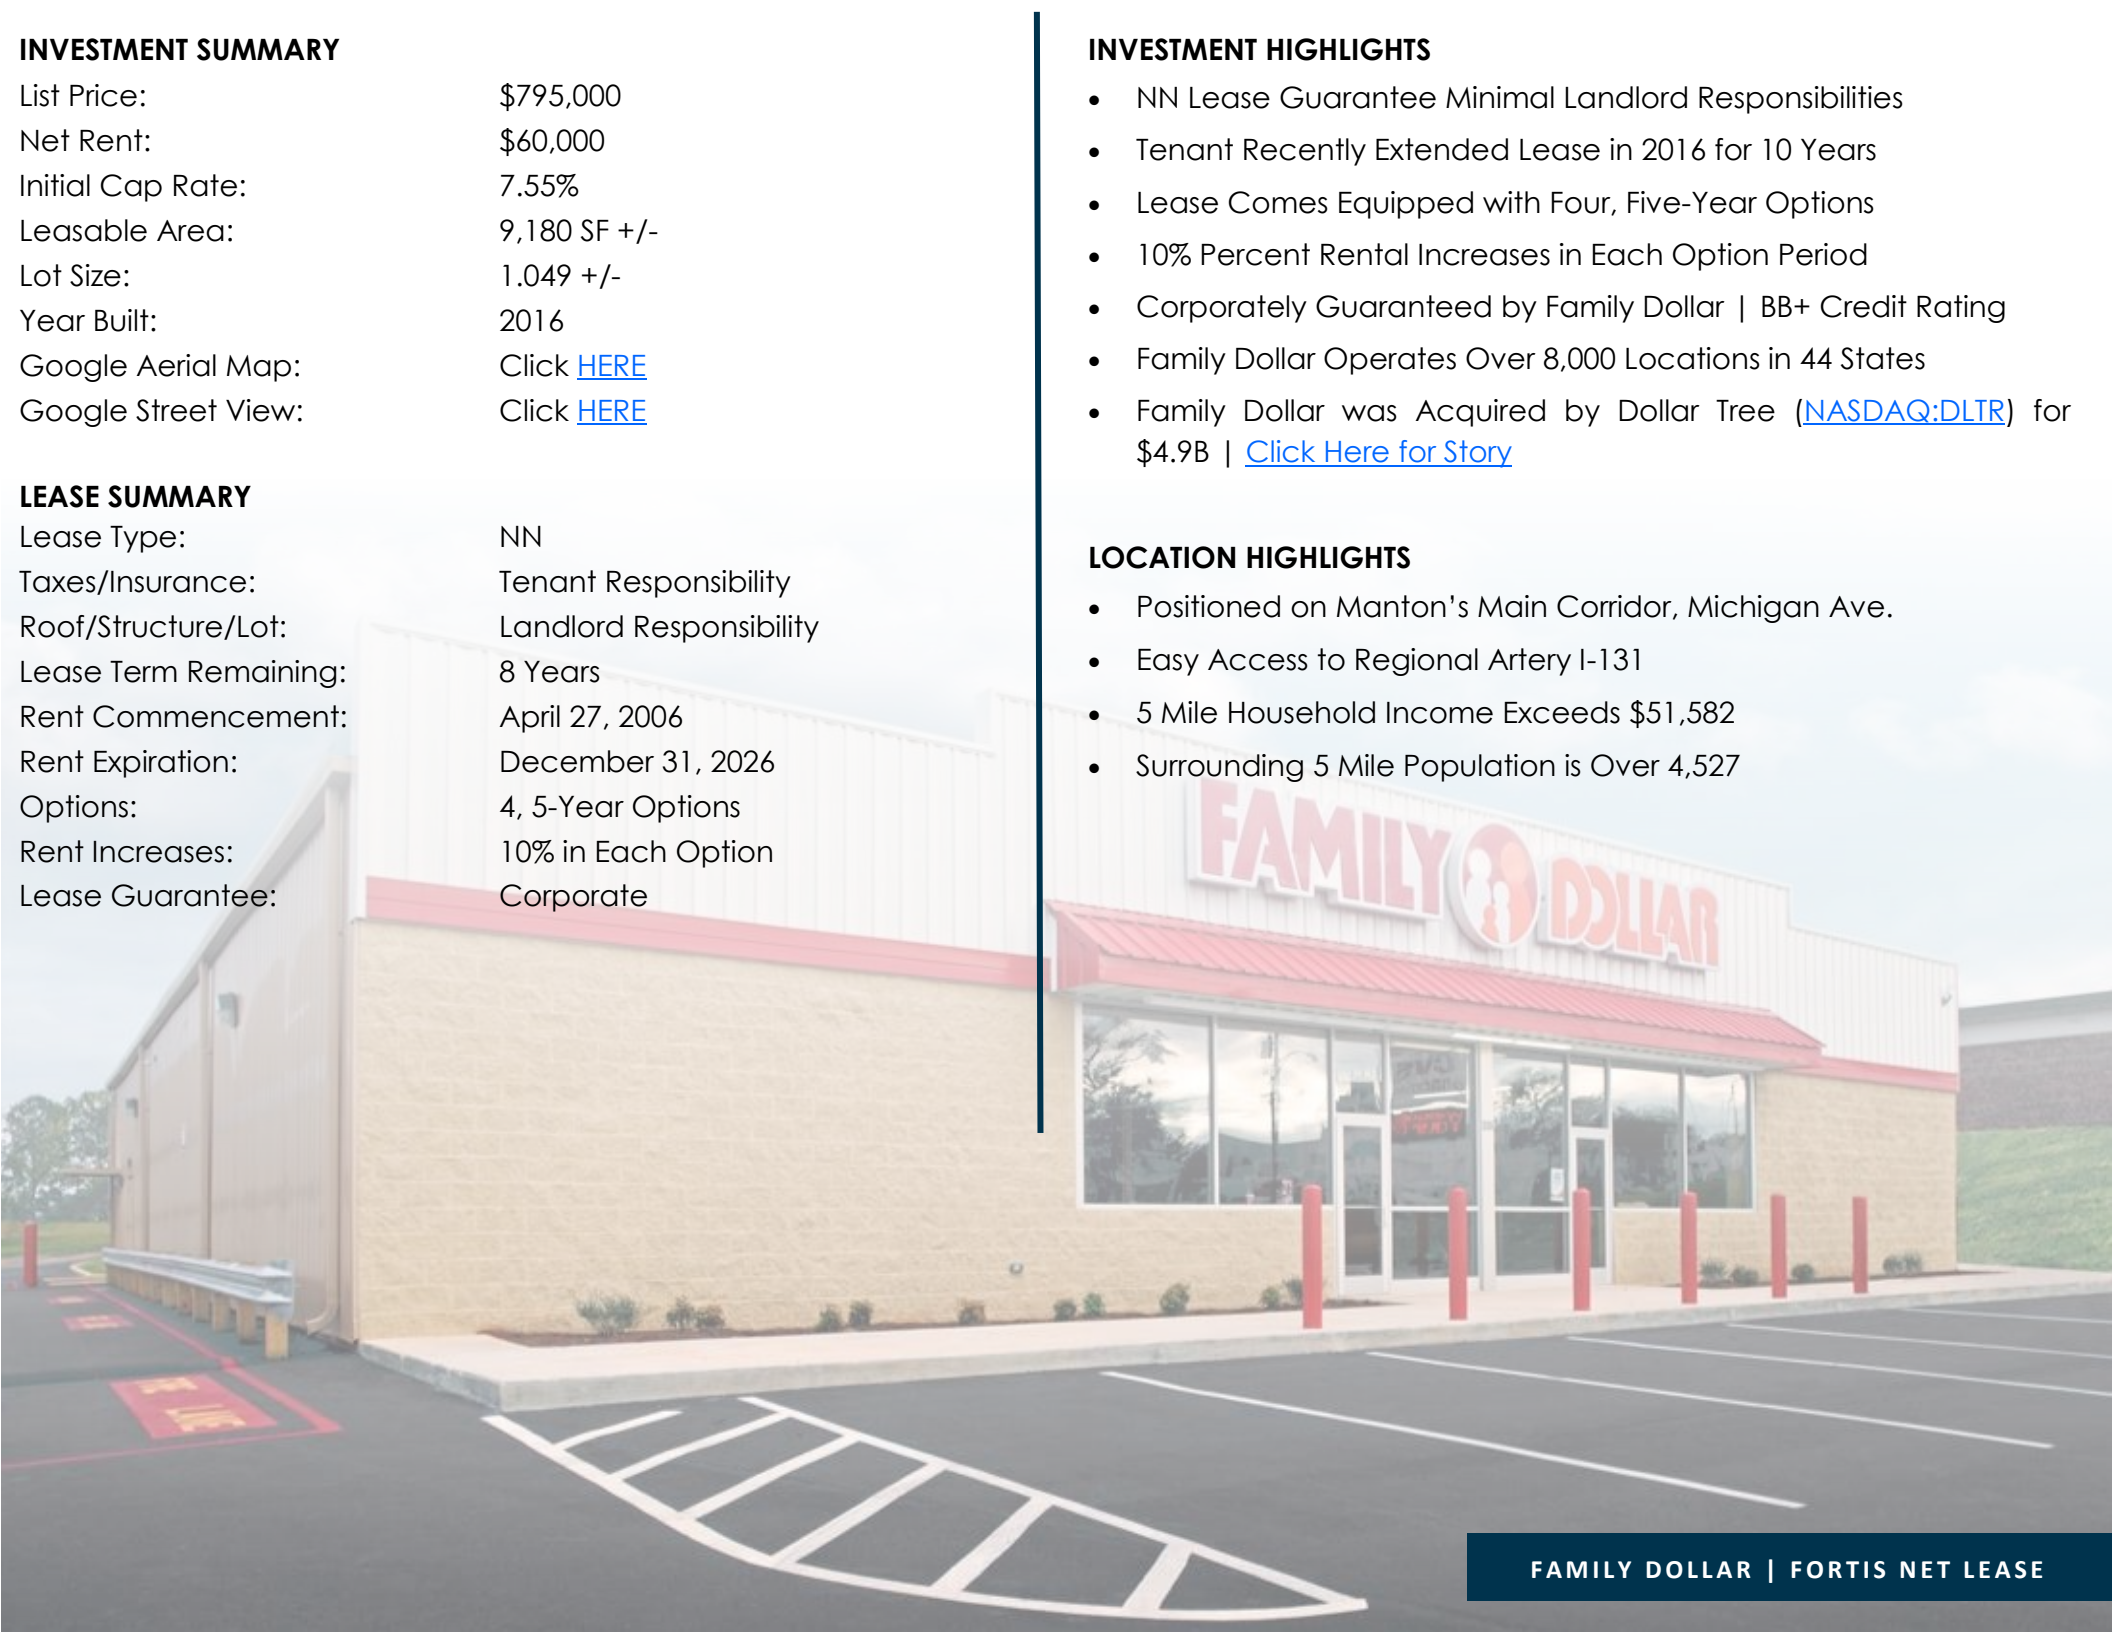 INVESTMENT SUMMARY
List Price: $795,000
Net Rent: $60,000
Initial Cap Rate: 7.55%
Leasable Area: 9,180 SF +/-
Lot Size: 1.049 +/-
Year Built: 2016
Google Aerial Map: Click HERE
Google Street View: Click HERE
LEASE SUMMARY
Lease Type: NN
Taxes/Insurance: Tenant Responsibility
Roof/Structure/Lot: Landlord Responsibility
Lease Term Remaining: 8 Years
Rent Commencement: April 27, 2006
Rent Expiration: December 31, 2026
Options: 4, 5-Year Options
Rent Increases: 10% in Each Option
Lease Guarantee: Corporate
INVESTMENT HIGHLIGHTS
• NN Lease Guarantee Minimal Landlord Responsibilities
• Tenant Recently Extended Lease in 2016 for 10 Years
• Lease Comes Equipped with Four, Five-Year Options
• 10% Percent Rental Increases in Each Option Period
• Corporately Guaranteed by Family Dollar | BB+ Credit Rating
• Family Dollar Operates Over 8,000 Locations in 44 States
• Family Dollar was Acquired by Dollar Tree (NASDAQ:DLTR) for
$4.9B | Click Here for Story
LOCATION HIGHLIGHTS
• Positioned on Manton's Main Corridor, Michigan Ave.
• Easy Access to Regional Artery I-131
• 5 Mile Household Income Exceeds $51,582
• Surrounding 5 Mile Population is Over 4,527
FAMILY DOLLAR
FAMILY DOLLAR | FORTIS NET LEASE